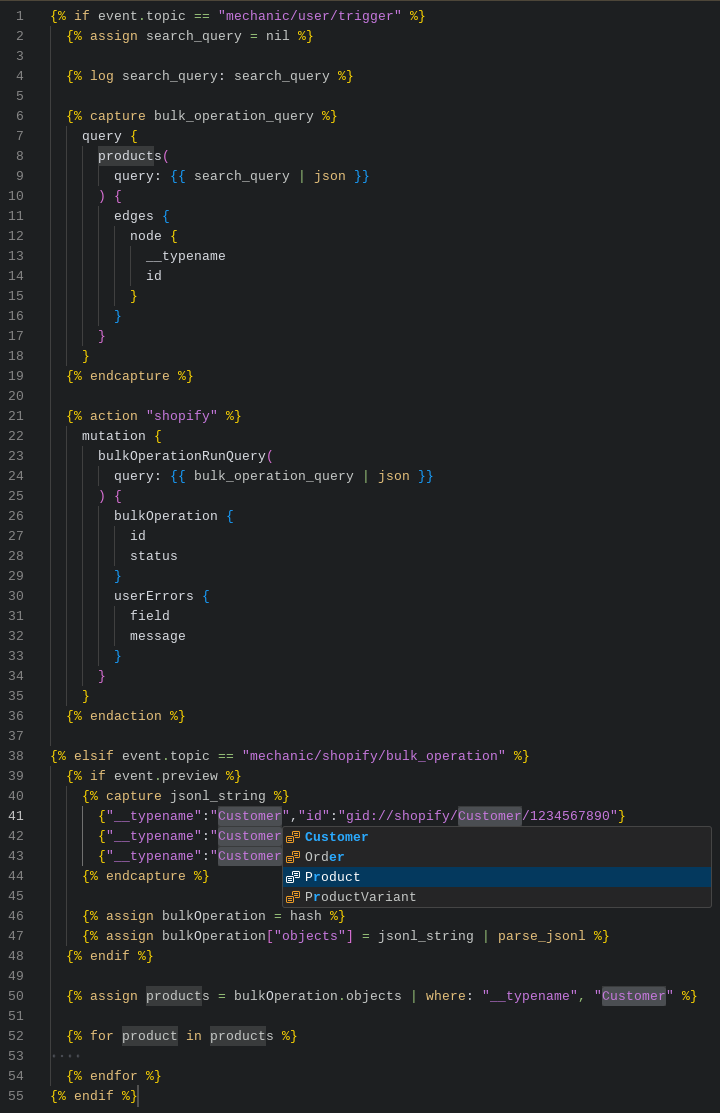 1 {% if event.topic == "mechanic/user/trigger" %}
2 {% assign search_query = nil %}
3
4 {% log search_query: search_query %}
5
6 {% capture bulk_operation_query %}
7 query {
8 products(
9 query: {{ search_query | json }}
10 ) {
11 edges {
12 node {
13 __typename
14 id
15 }
16 }
17 }
18 }
19 {% endcapture %}
20
21 {% action "shopify" %}
22 mutation {
23 bulkOperationRunQuery(
24 query: {{ bulk_operation_query | json }}
25 ) {
26 bulkOperation {
27 id
28 status
29 }
30 userErrors {
31 field
32 message
33 }
34 }
35 }
36 {% endaction %}
37
38 {% elsif event.topic == "mechanic/shopify/bulk_operation" %}
39 {% if event.preview %}
40 {% capture jsonl_string %}
41 {"__typename":"Customer","id":"gid://shopify/Customer/1234567890"}
42 {"__typename":"Customer
Customer
43 {"__typename":"Customer
Order
Product
ProductVariant
44 {% endcapture %}
45
46 {% assign bulkOperation = hash %}
47 {% assign bulkOperation["objects"] = jsonl_string | parse_jsonl %}
48 {% endif %}
49
50 {% assign products = bulkOperation.objects | where: "__typename", "Customer" %}
51
52 {% for product in products %}
53 ····
54 {% endfor %}
55 {% endif %}